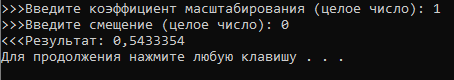 >>>Введите коэффициент масштабирования (целое число): 1
>>>Введите смещение (целое число): 0
<<<Результат: 0,5433354
Для продолжения нажмите любую клавишу . . .